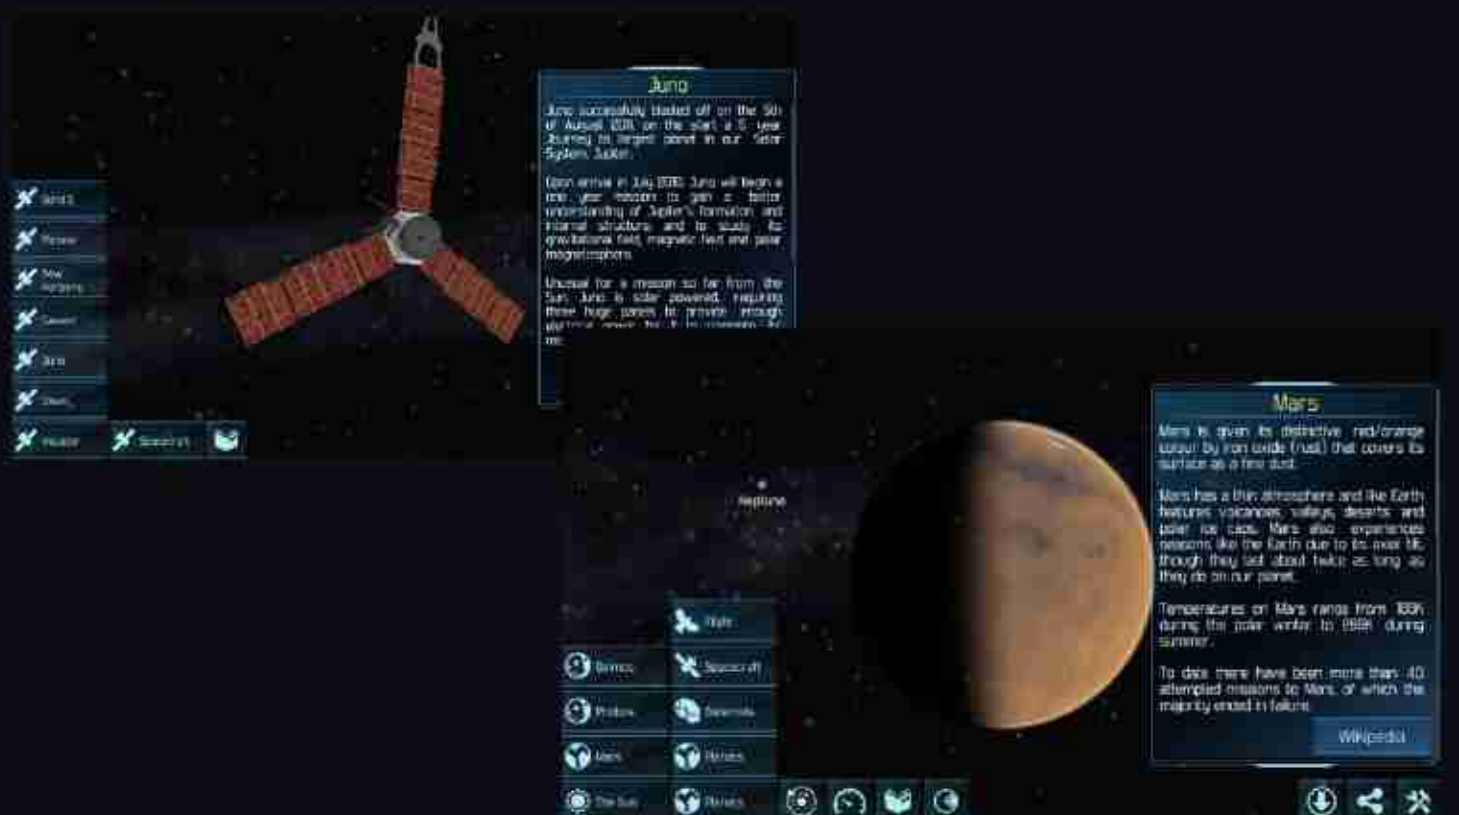 Juno
Juno successfully blasted off on the 5th
of August 2011, on the start a 5 year
Journey to largest planet in our Solar
System, Jupiter.
Upon arrival in July 2016 Juno will begin a
one year mission to gain a better
understanding of Jupiter's formation and
internal structure and to study its
gravitational field, magnetic field and polar
magnetosphere.
Unusual for a mission so far from the
Sun, Juno is solar powered, requiring
three huge panels to provide enough
New
Horizons
Juno
Spacecraft
Neptune
Mars
Mars is given its distinctive red/orange
colour by iron oxide (rust) that covers its
surface as a fine dust.
Mars has a thin atmosphere and like Earth
features volcanoes, valleys, deserts and
polar ice caps. Mars also experiences
seasons like the Earth due to its axial tilt,
though they last about twice as long as
they do on our planet.
Temperatures on Mars range from
during the polar winter to during
summer.
To date there have been more than 40
attempted missions to Mars, of which the
majority ended in failure.
Wikipedia
Deimos
Spacecraft
Phobos
Mars
Planets
The Sun
Planets